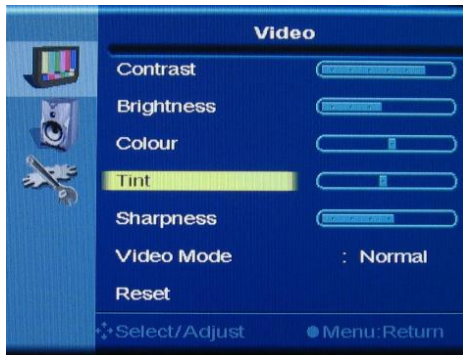 Video
Contrast
Brightness
Colour
Tint
Sharpness
Video Mode : Normal
Reset
Select/Adjust Menu:Return